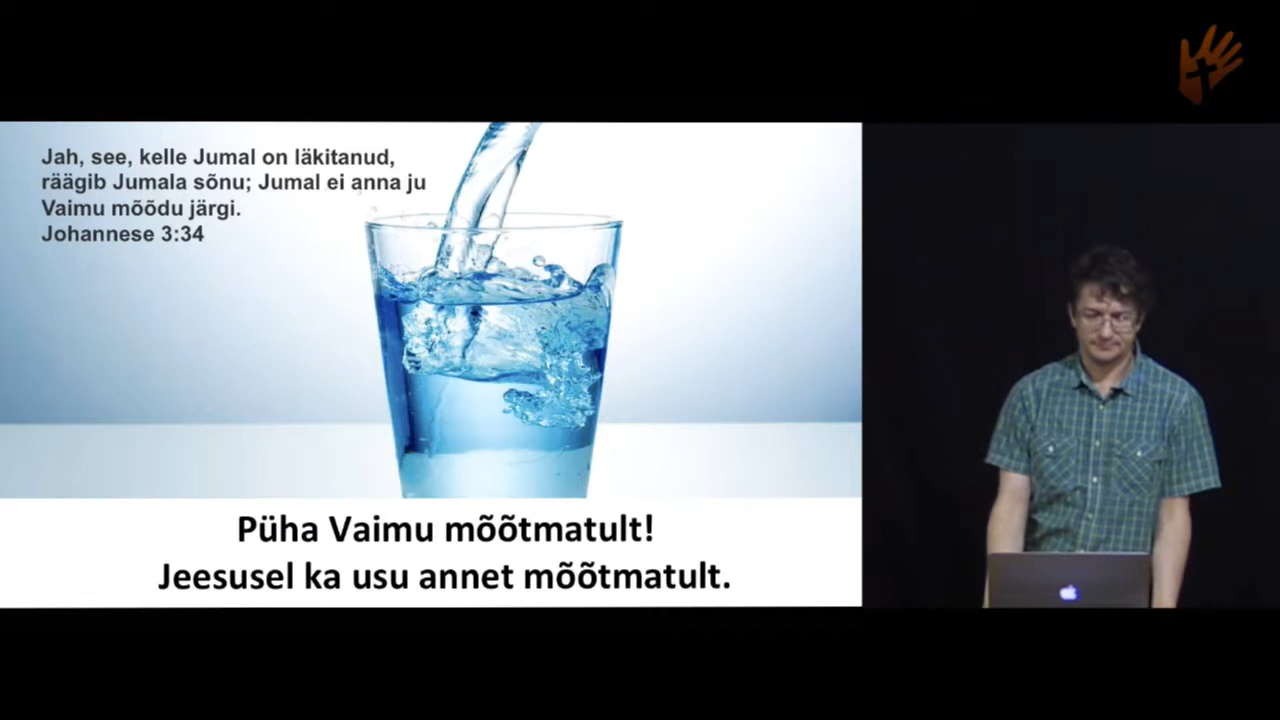 Jah, see, kelle Jumal on läkitanud,
räägib Jumala sõnu; Jumal ei anna ju
Vaimu mõõdu järgi.
Johannese 3:34
Püha Vaimu mõõtmatult!
Jeesusel ka usu annet mõõtmatult.